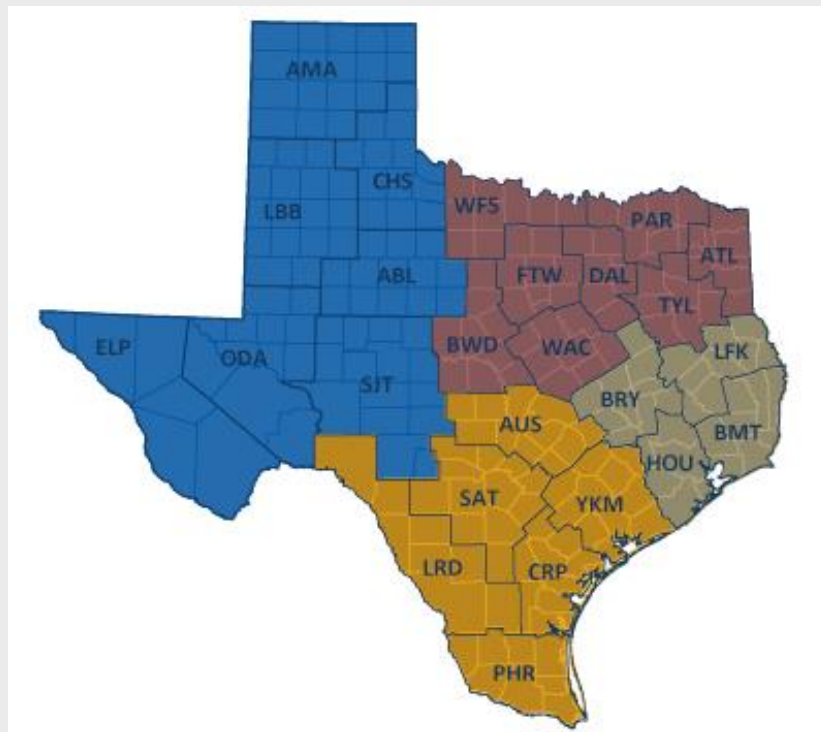 AMA
CHS
LBB
WFS
PAR
ATL
ABL
FTW
DAL
TYL
ELP
ODA
BWD
WAC
LFK
SJT
BRY
AUS
BMT
HOU
SAT
YKM
LRD
CRP
PHR